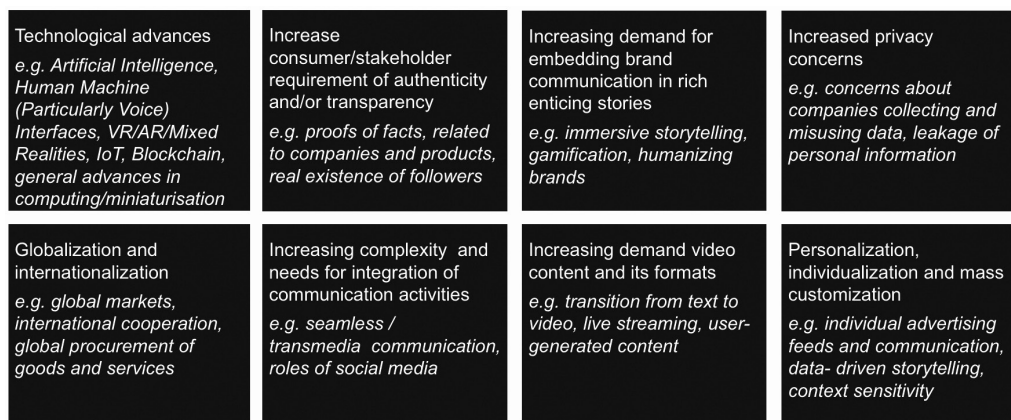 Technological advances
e.g. Artificial Intelligence,
Human Machine
(Particularly Voice)
Interfaces, VR/AR/Mixed
Realities, IoT, Blockchain,
general advances in
computing/miniaturisation
Increase
consumer/stakeholder
requirement of authenticity
and/or transparency
e.g. proofs of facts, related
to companies and products,
real existence of followers
Increasing demand for
embedding brand
communication in rich
enticing stories
e.g. immersive storytelling,
gamification, humanizing
brands
Increased privacy
concerns
e.g. concerns about
companies collecting and
misusing data, leakage of
personal information
Globalization and
internationalization
e.g. global markets,
international cooperation,
global procurement of
goods and services
Increasing complexity and
needs for integration of
communication activities
e.g. seamless /
transmedia communication,
roles of social media
Increasing demand video
content and its formats
e.g. transition from text to
video, live streaming, user-
generated content
Personalization,
individualization and mass
customization
e.g. individual advertising
feeds and communication,
data- driven storytelling,
context sensitivity